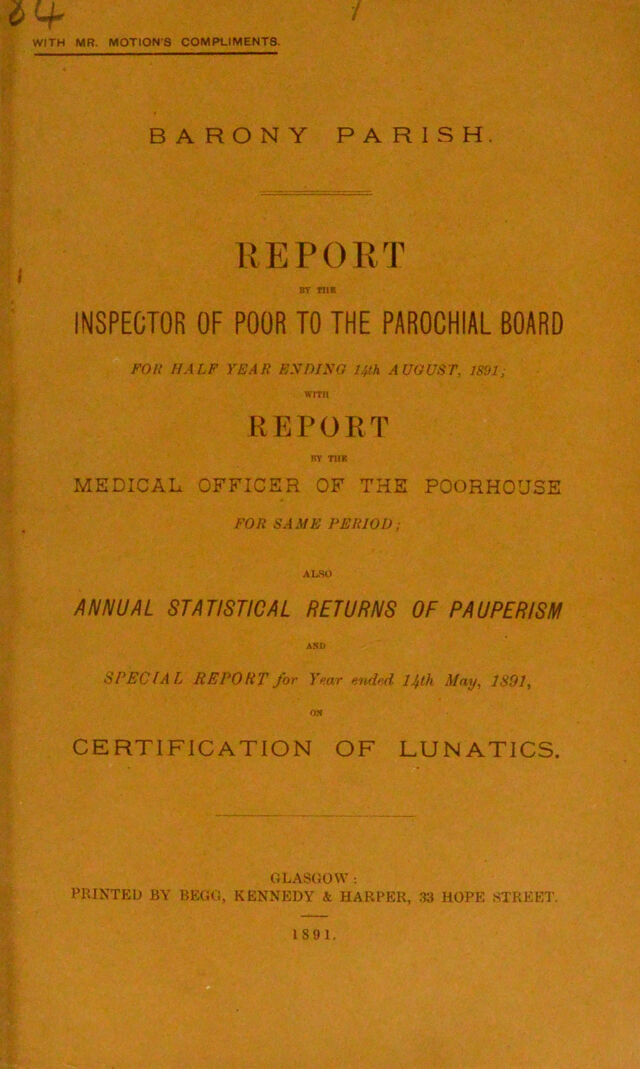 84
WITH MR. MOTION'S COMPLIMENTS.
BARONY PARISH.
REPORT
BY THE
INSPECTOR OF POOR TO THE PAROCHIAL BOARD
FOR HALF YEAR ENDING 14th AUGUST, 1891;
WITH
REPORT
BY THE
MEDICAL OFFICER OF THE POORHOUSE
FOR SAME PERIOD;
ALSO
ANNUAL STATISTICAL RETURNS OF PAUPERISM
AND
SPECIAL REPORT for Year ended 14th May, 1891,
ON
CERTIFICATION OF LUNATICS.
GLASGOW:
PRINTED BY BEGG, KENNEDY & HARPER, 33 HOPE STREET.
1891.